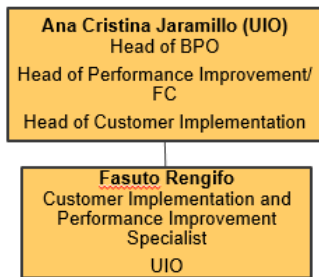 Ana Cristina Jaramillo (UIO)
Head of BPO
Head of Performance Improvement/
FC
Head of Customer Implementation
Fasuto Rengifo
Customer Implementation and
Performance Improvement
Specialist
UIO